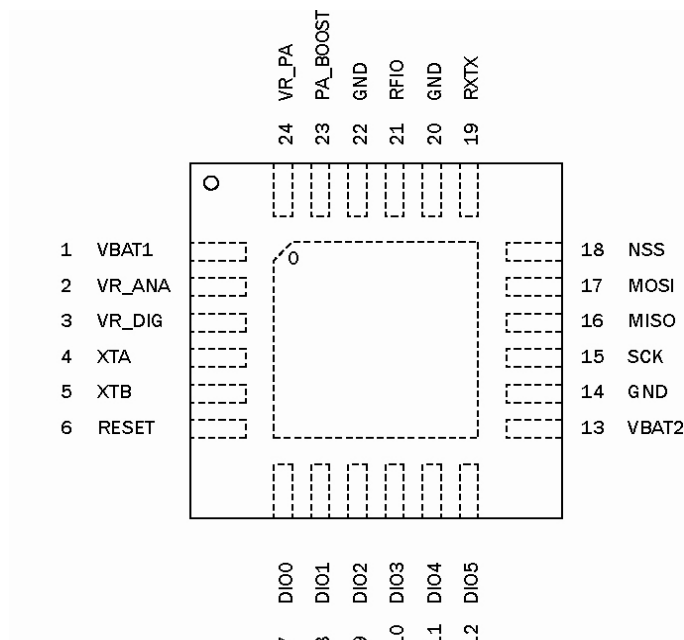 VR_PA
PA_BOOST
GND
RFIO
GND
RXTX
24
23
22
21
20
19
1 VBAT1
2 VR_ANA
3 VR_DIG
4 XTA
5 XTB
6 RESET
0
18 NSS
17 MOSI
16 MISO
15 SCK
14 GND
13 VBAT2
DIO0
DIO1
DIO2
DIO3
DIO4
DIO5